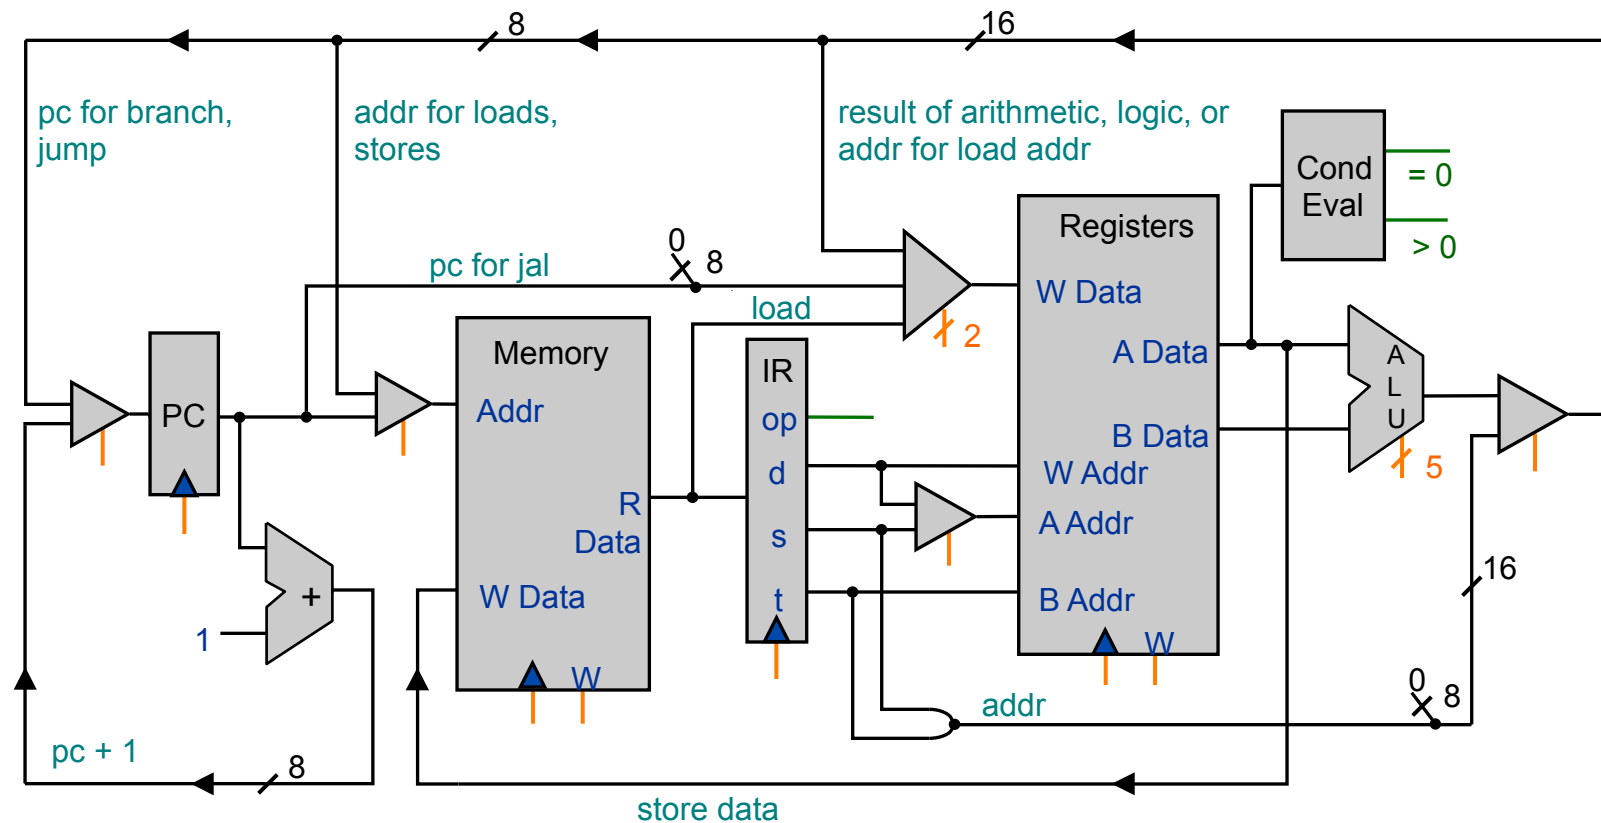 8
16
pc for branch,
jump
addr for loads,
stores
result of arithmetic, logic, or
addr for load addr
Cond
Eval
= 0
> 0
Registers
W Data
A Data
B Data
W Addr
A Addr
B Addr
W
0
8
pc for jal
load
2
Memory
Addr
R
Data
W Data
W
IR
op
d
s
t
PC
A
L
U
5
+
1
16
0
8
addr
pc + 1
8
store data